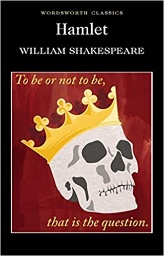 WORDSWORTH CLASSICS
Hamlet
WILLIAM SHAKESPEARE
To be or not to be,
that is the question.